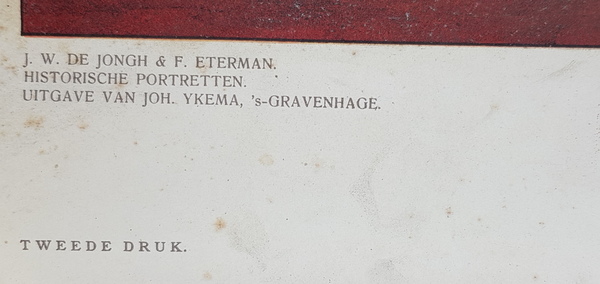 J. W. DE JONGH & F. ETERMAN.
HISTORISCHE PORTRETTEN.
UITGAVE VAN JOH. YKEMA, 's-GRAVENHAGE.
TWEEDE DRUK.